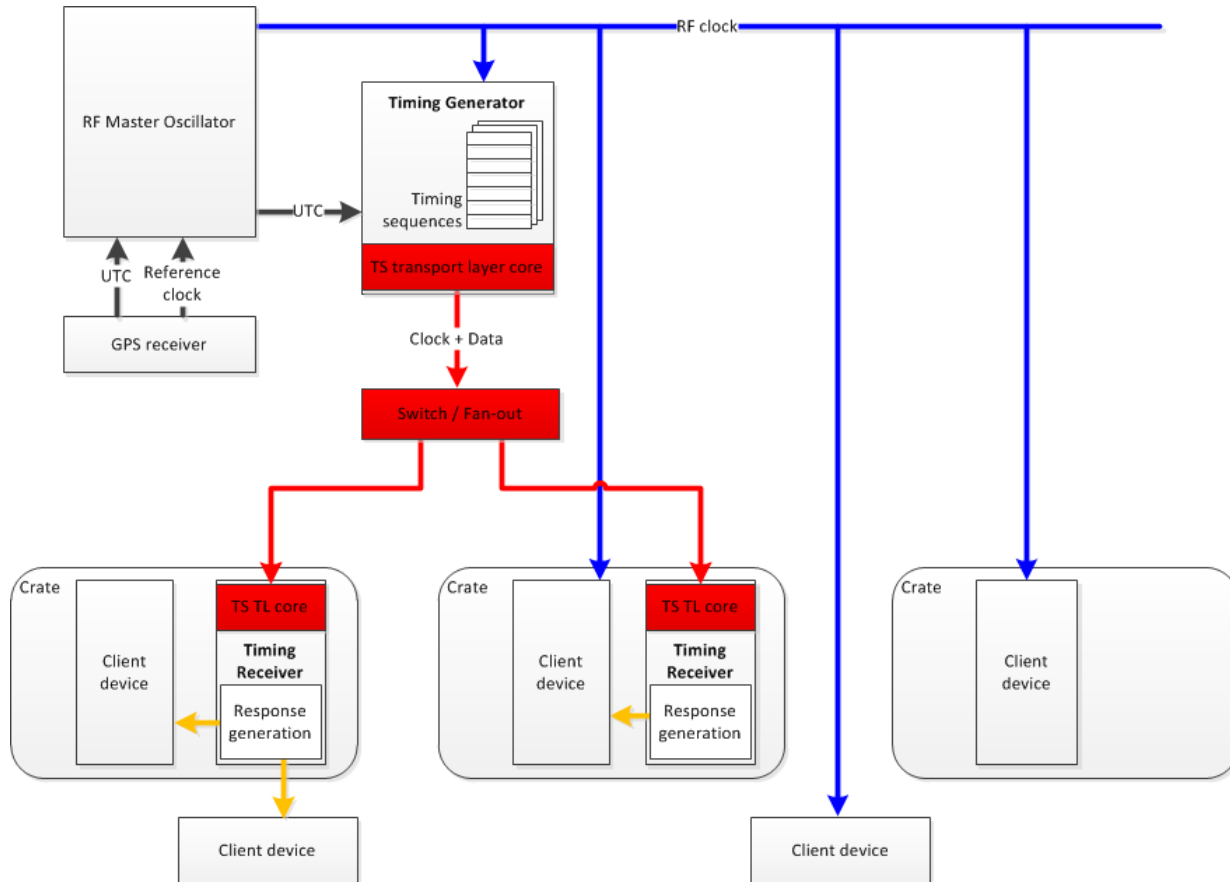 RF clock
RF Master Oscillator
Timing Generator
Timing
sequences
UTC
TS transport layer core
UTC
Reference
clock
GPS receiver
Clock + Data
Switch / Fan-out
Crate
Client
device
TS TL core
Timing
Receiver
Response
generation
Client device
Crate
Client
device
TS TL core
Timing
Receiver
Response
generation
Client device
Crate
Client
device